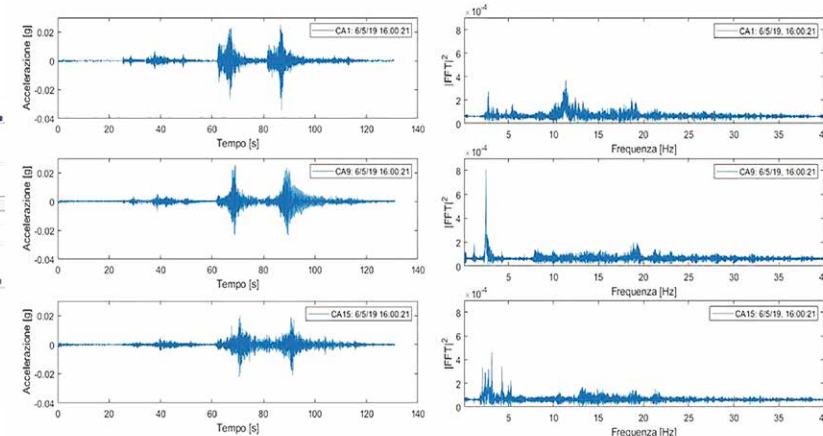 CA1: 6/5/19 16:00:21
Accelerazione [g]
0.02
0
-0.02
-0.04
0 20 40 60 80 100 120 140
Tempo [s]
×10⁻⁴
CA1: 6/5/19, 16:00:21
|FFT|²
8
6
4
2
0
5 10 15 20 25 30 35
Frequenza [Hz]
CA9: 6/5/19 16:00:21
Accelerazione [g]
0.02
0
-0.02
-0.04
0 20 40 60 80 100 120 140
Tempo [s]
×10⁻⁴
CA9: 6/5/19, 16:00:21
|FFT|²
8
6
4
2
0
5 10 15 20 25 30 35
Frequenza [Hz]
CA15: 6/5/19 16:00:21
Accelerazione [g]
0.02
0
-0.02
-0.04
0 20 40 60 80 100 120 140
Tempo [s]
×10⁻⁴
CA15: 6/5/19, 16:00:21
|FFT|²
8
6
4
2
0
5 10 15 20 25 30 35
Frequenza [Hz]